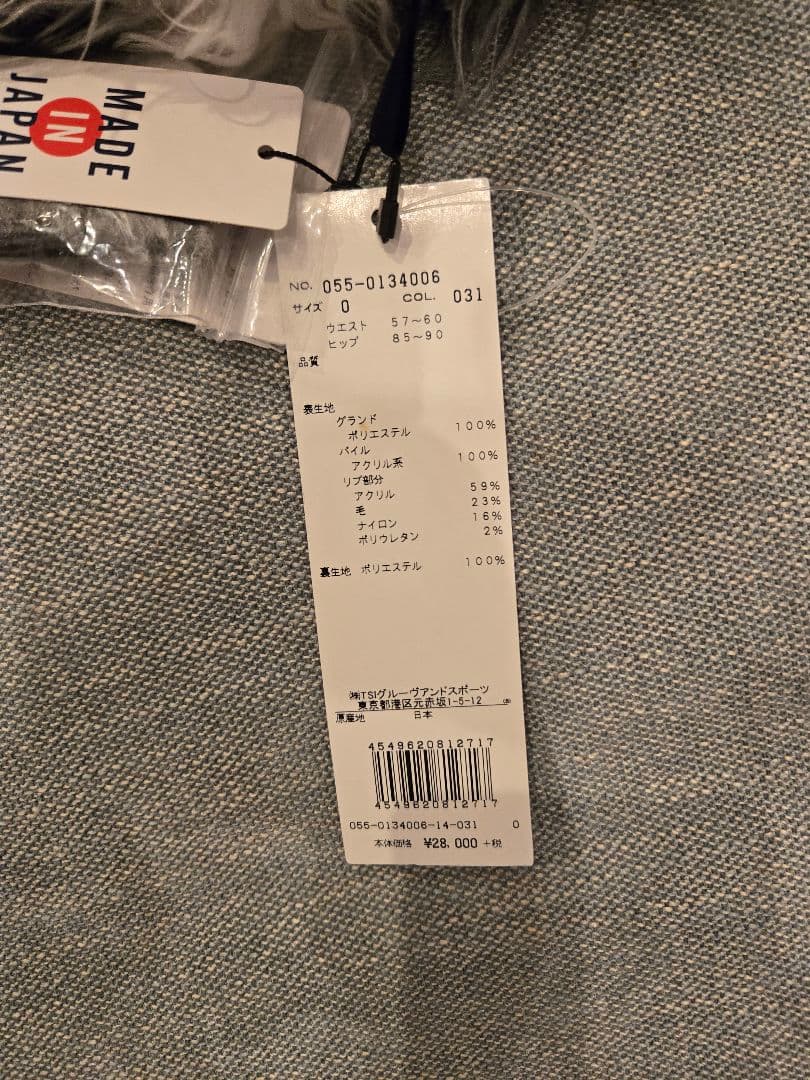 MADE
IN
JAPAN
NO. 055-0134006
サイズ 0 COL. 031
ウエスト 57~60
ヒップ 85~90
品質
表生地
グランド
ポリエステル 100%
パイル
アクリル系 100%
リブ部分
アクリル 59%
毛 23%
ナイロン 16%
ポリウレタン 2%
裏生地 ポリエステル 100%
㈱TSIグルーヴアンドスポーツ
東京都港区元赤坂1-5-12
原産地 日本
4549620812717
4549620812717
055-0134006-14-031 0
本体価格 ¥28,000 +税